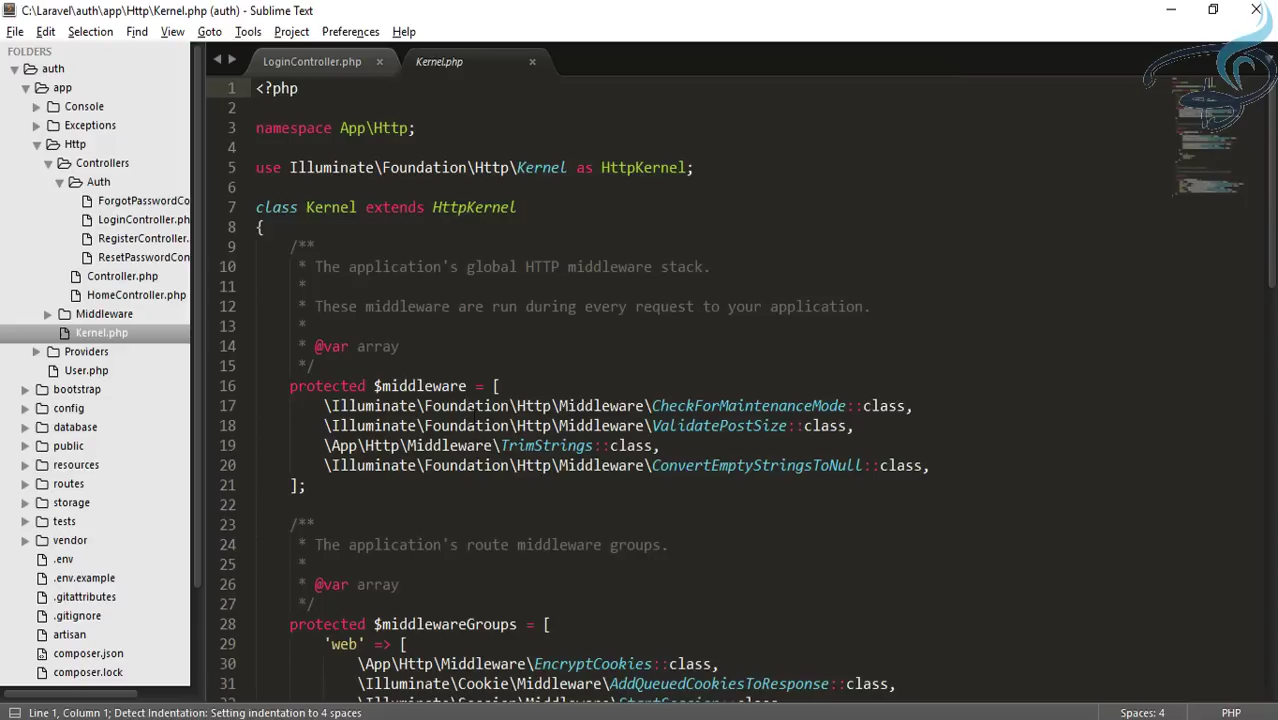 C:\Laravel\auth\app\Http\Kernel.php (auth) - Sublime Text
File Edit Selection Find View Goto Tools Project Preferences Help
FOLDERS
auth
app
Console
Exceptions
Http
Controllers
Auth
ForgotPasswordCo
LoginController.ph
RegisterController.
ResetPasswordCon
Controller.php
HomeController.php
Middleware
Kernel.php
Providers
User.php
bootstrap
config
database
public
resources
routes
storage
tests
vendor
.env
.env.example
.gitattributes
.gitignore
artisan
composer.json
composer.lock
LoginController.php × Kernel.php ×
1 <?php
2
3 namespace App\Http;
4
5 use Illuminate\Foundation\Http\Kernel as HttpKernel;
6
7 class Kernel extends HttpKernel
8 {
9 /**
10 * The application's global HTTP middleware stack.
11 *
12 * These middleware are run during every request to your application.
13 *
14 * @var array
15 */
16 protected $middleware = [
17 \Illuminate\Foundation\Http\Middleware\CheckForMaintenanceMode::class,
18 \Illuminate\Foundation\Http\Middleware\ValidatePostSize::class,
19 \App\Http\Middleware\TrimStrings::class,
20 \Illuminate\Foundation\Http\Middleware\ConvertEmptyStringsToNull::class,
21 ];
22
23 /**
24 * The application's route middleware groups.
25 *
26 * @var array
27 */
28 protected $middlewareGroups = [
29 'web' => [
30 \App\Http\Middleware\EncryptCookies::class,
31 \Illuminate\Cookie\Middleware\AddQueuedCookiesToResponse::class,
Line 1, Column 1; Detect Indentation: Setting indentation to 4 spaces Spaces: 4 PHP